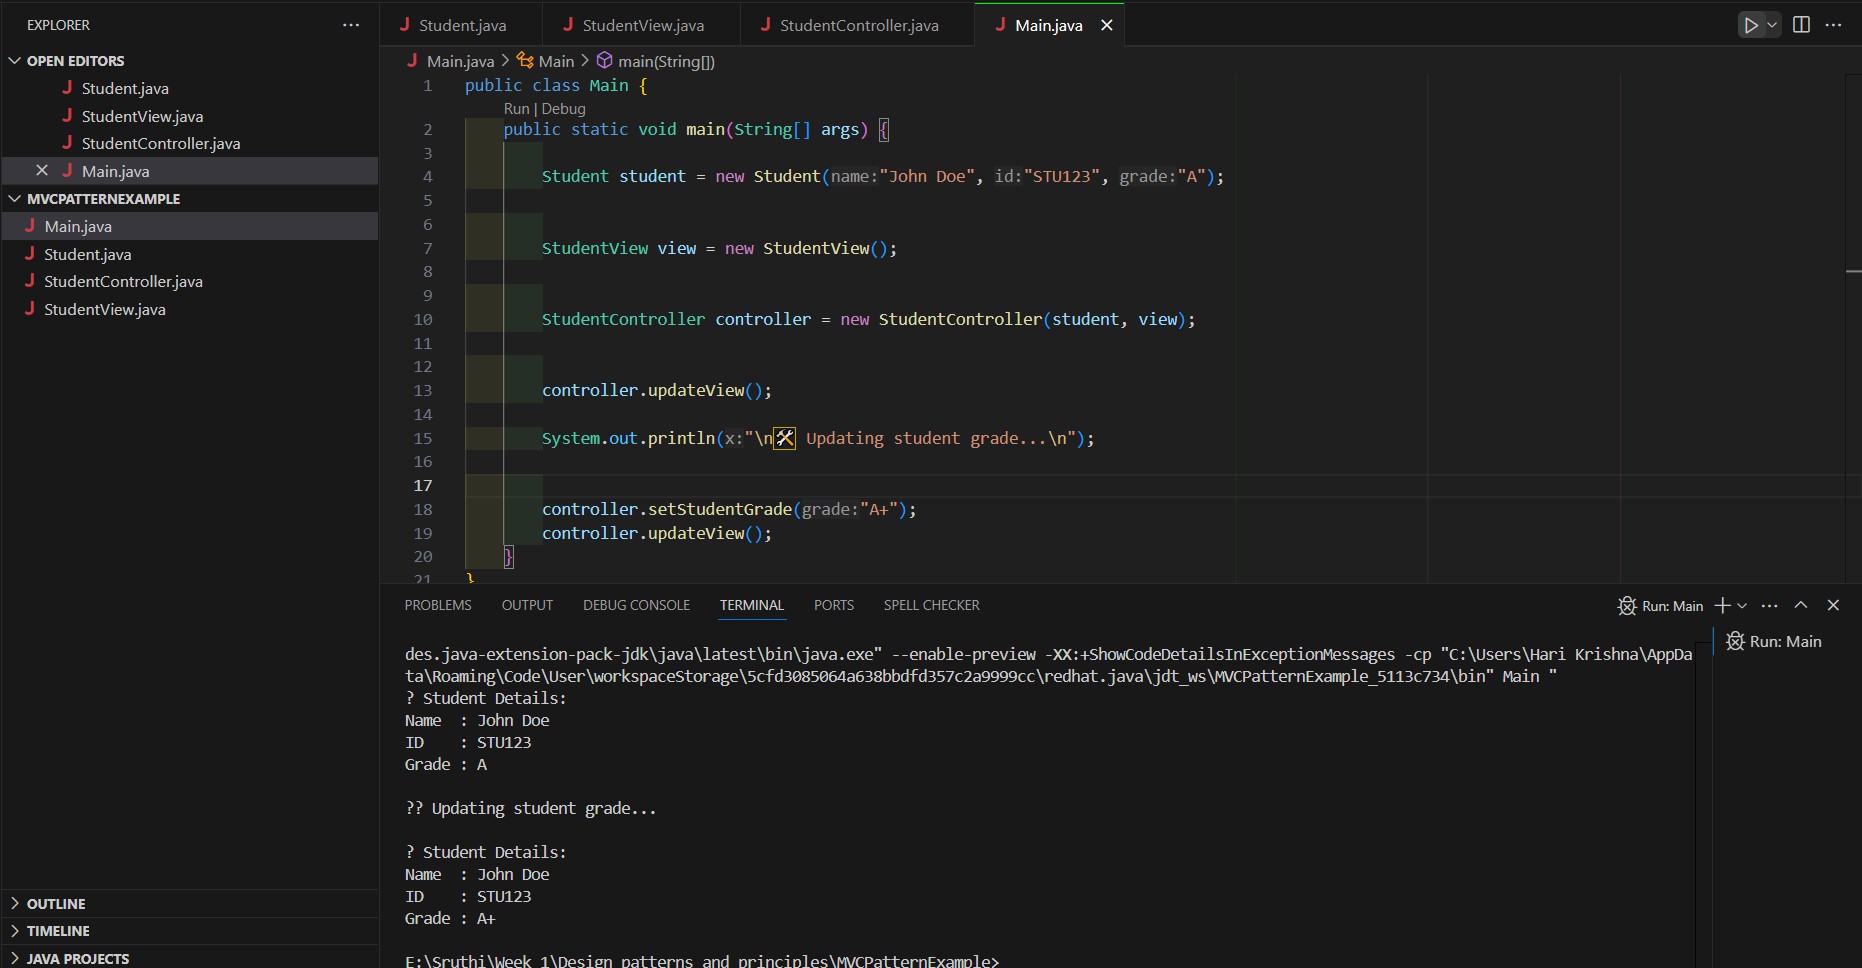 EXPLORER
OPEN EDITORS
Student.java
StudentView.java
StudentController.java
Main.java
MVCPATTERNEXAMPLE
Main.java
Student.java
StudentController.java
StudentView.java
OUTLINE
TIMELINE
JAVA PROJECTS
Student.java StudentView.java StudentController.java Main.java
Main.java > Main > main(String[])
1 public class Main {
Run | Debug
2 public static void main(String[] args) {
3
4 Student student = new Student(name:"John Doe", id:"STU123", grade:"A");
5
6
7 StudentView view = new StudentView();
8
9
10 StudentController controller = new StudentController(student, view);
11
12
13 controller.updateView();
14
15 System.out.println(x:"\n🛠 Updating student grade...\n");
16
17
18 controller.setStudentGrade(grade:"A+");
19 controller.updateView();
20 }
21 }
PROBLEMS OUTPUT DEBUG CONSOLE TERMINAL PORTS SPELL CHECKER Run: Main
Run: Main
des.java-extension-pack-jdk\java\latest\bin\java.exe" --enable-preview -XX:+ShowCodeDetailsInExceptionMessages -cp "C:\Users\Hari Krishna\AppDa
ta\Roaming\Code\User\workspaceStorage\5cfd3085064a638bbdfd357c2a9999cc\redhat.java\jdt_ws\MVCPatternExample_5113c734\bin" Main "
? Student Details:
Name : John Doe
ID : STU123
Grade : A
?? Updating student grade...
? Student Details:
Name : John Doe
ID : STU123
Grade : A+
E:\Sruthi\Week 1\Design patterns and principles\MVCPatternExample>